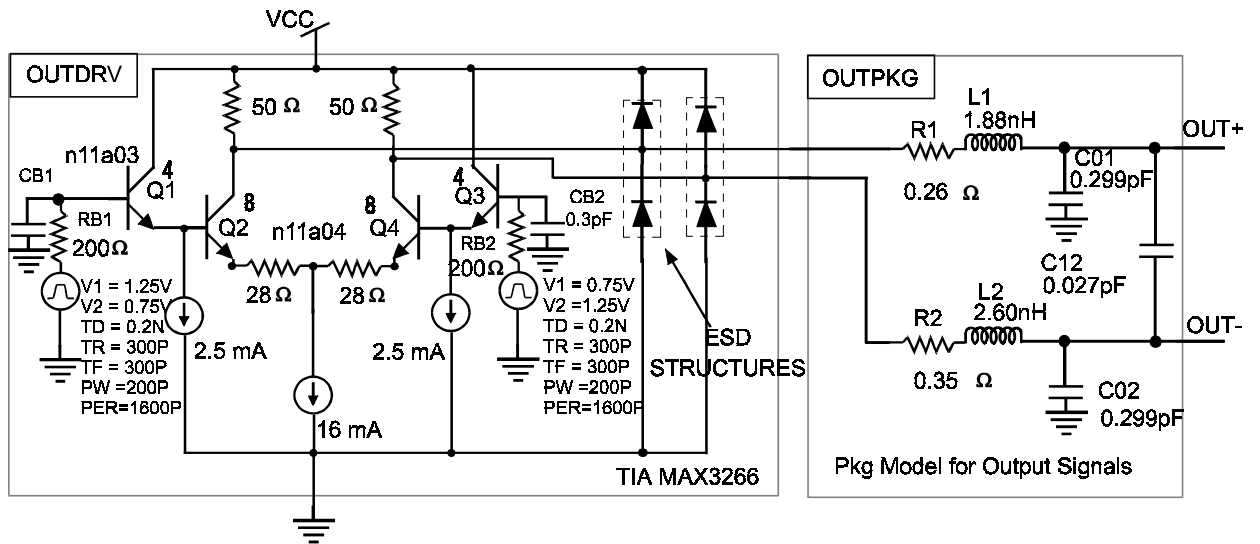 VCC
OUTDRV
OUTPKG
50 Ω
50 Ω
L1
1.88nH
R1
0.26 Ω
OUT+
C01
0.299pF
n11a03
CB1
4
Q1
RB1
200Ω
8
Q2
n11a04
8
Q4
4
Q3
RB2
200Ω
CB2
0.3pF
28Ω
28Ω
V1 = 1.25V
V2 = 0.75V
TD = 0.2N
TR = 300P
TF = 300P
PW =200P
PER=1600P
2.5 mA
2.5 mA
16 mA
V1 = 0.75V
V2 =1.25V
TD = 0.2N
TR = 300P
TF = 300P
PW =200P
PER=1600P
ESD
STRUCTURES
C12
0.027pF
L2
2.60nH
R2
0.35 Ω
OUT-
C02
0.299pF
TIA MAX3266
Pkg Model for Output Signals